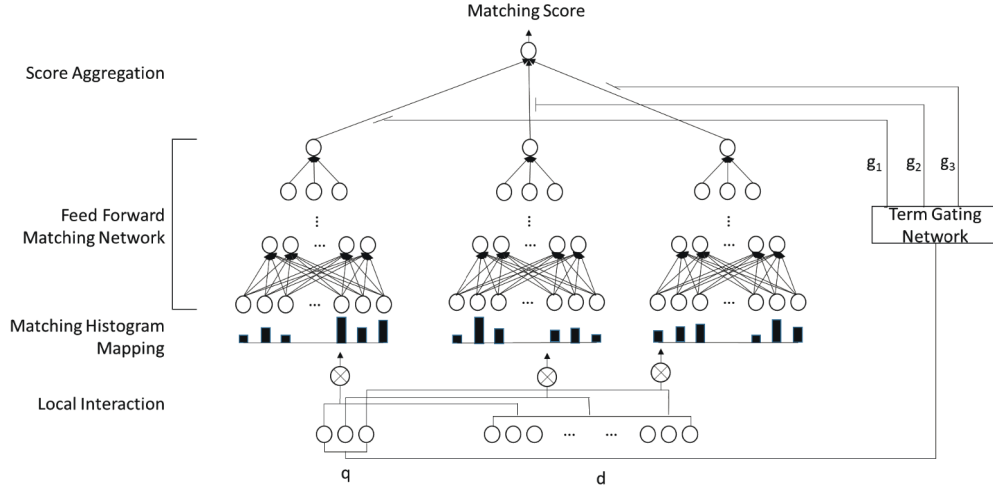 Matching Score
Score Aggregation
g1 g2 g3
Feed Forward
Matching Network
Term Gating
Network
...
...
...
... ... ...
... ... ...
Matching Histogram
Mapping
Local Interaction
... ...
q d